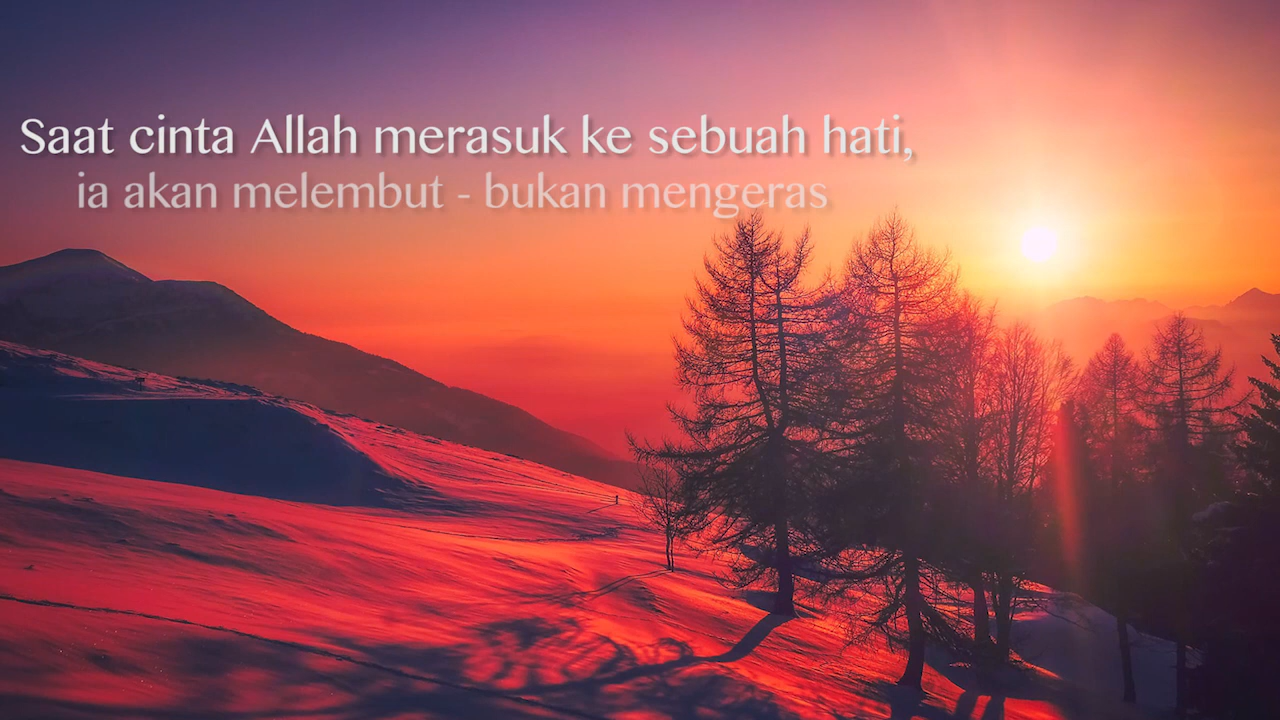 Saat cinta Allah merasuk ke sebuah hati,
ia akan melembut - bukan mengeras